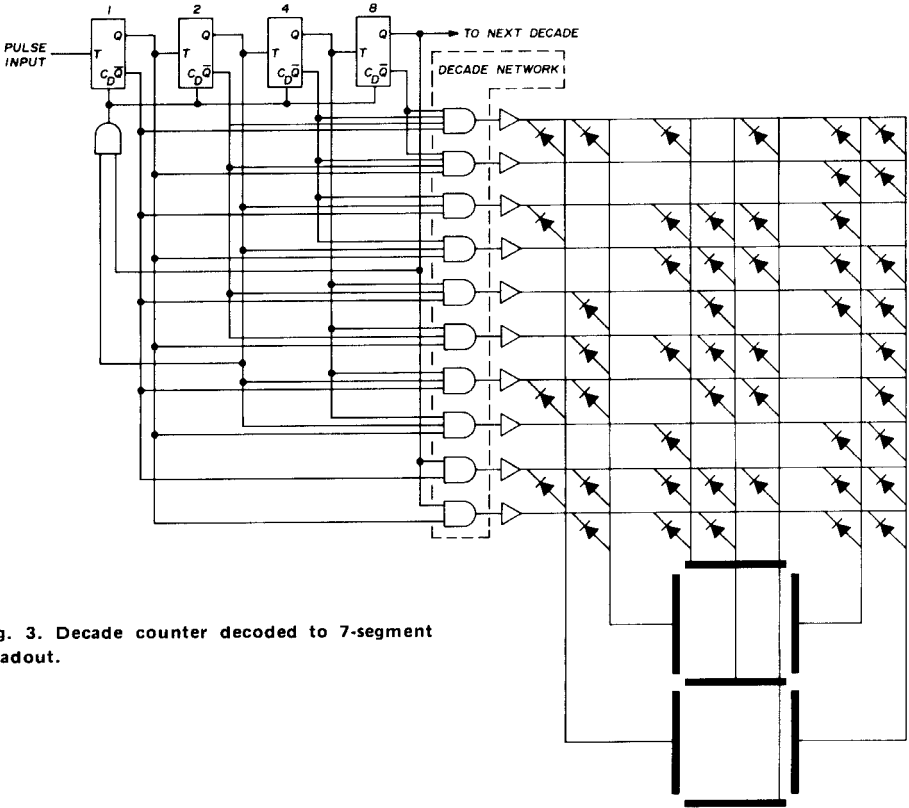 1 2 4 8
PULSE INPUT
T Q C_D Q̅
T Q C_D Q̅
T Q C_D Q̅
T Q C_D Q̅
TO NEXT DECADE
DECADE NETWORK
g. 3. Decade counter decoded to 7-segment
adout.